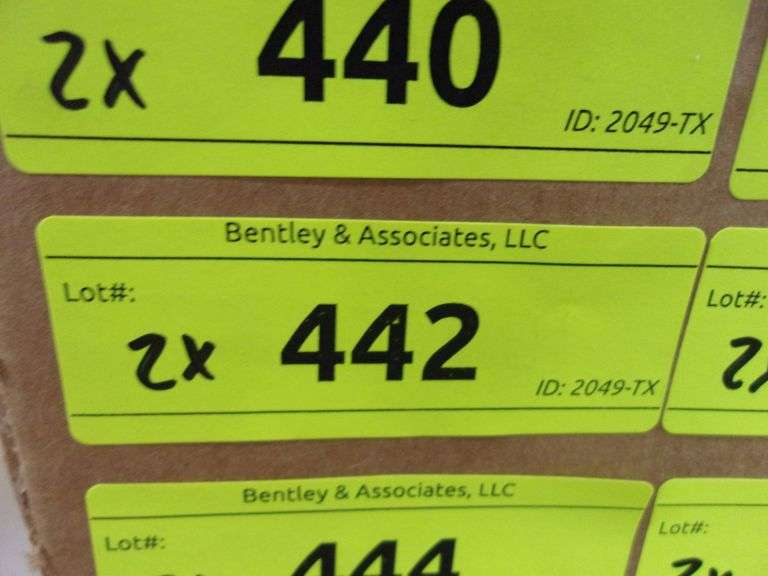 2x 440
ID: 2049-TX
Bentley & Associates, LLC
Lot#:
2x 442
ID: 2049-TX
Lot#:
Bentley & Associates, LLC
Lot#:
444
Lot#: